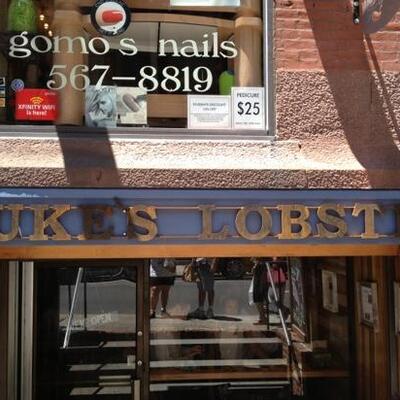 gomo's nails
567-8819
XFINITY WIFI
is here!
PEDICURE
$25
UKE'S LOBST